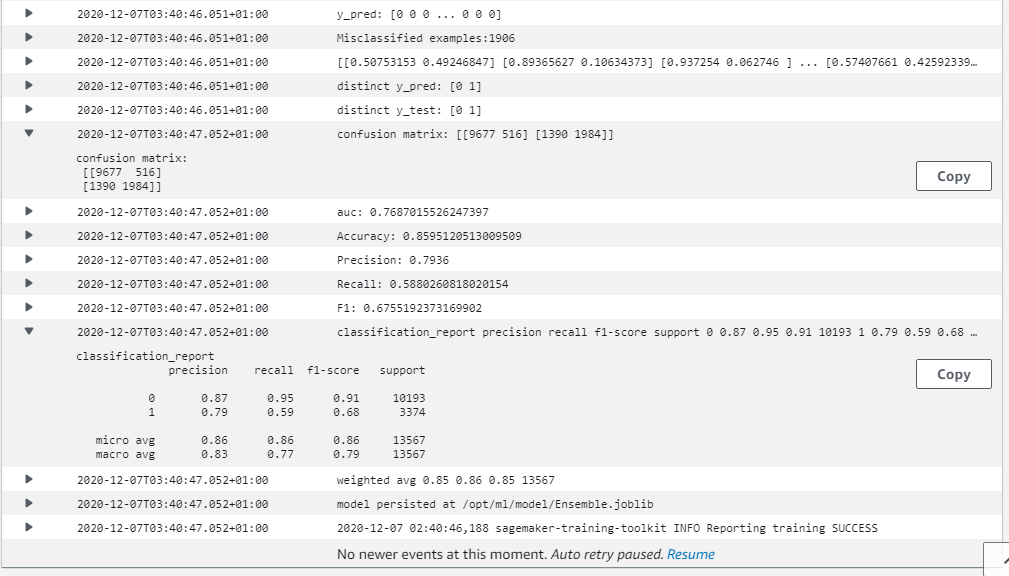 2020-12-07T03:40:46.051+01:00 y_pred: [0 0 0 ... 0 0 0]
2020-12-07T03:40:46.051+01:00 Misclassified examples:1906
2020-12-07T03:40:46.051+01:00 [[0.50753153 0.49246847] [0.89365627 0.10634373] [0.937254 0.062746 ] ... [0.57407661 0.42592339…
2020-12-07T03:40:46.051+01:00 distinct y_pred: [0 1]
2020-12-07T03:40:46.051+01:00 distinct y_test: [0 1]
2020-12-07T03:40:47.052+01:00 confusion matrix: [[9677 516] [1390 1984]]
confusion matrix:
[[9677  516]
[1390 1984]]
Copy
2020-12-07T03:40:47.052+01:00 auc: 0.7687015526247397
2020-12-07T03:40:47.052+01:00 Accuracy: 0.8595120513009509
2020-12-07T03:40:47.052+01:00 Precision: 0.7936
2020-12-07T03:40:47.052+01:00 Recall: 0.5880260818020154
2020-12-07T03:40:47.052+01:00 F1: 0.6755192373169902
2020-12-07T03:40:47.052+01:00 classification_report precision recall f1-score support 0 0.87 0.95 0.91 10193 1 0.79 0.59 0.68 …
classification_report
precision recall f1-score support
0 0.87 0.95 0.91 10193
1 0.79 0.59 0.68 3374
micro avg 0.86 0.86 0.86 13567
macro avg 0.83 0.77 0.79 13567
Copy
2020-12-07T03:40:47.052+01:00 weighted avg 0.85 0.86 0.85 13567
2020-12-07T03:40:47.052+01:00 model persisted at /opt/ml/model/Ensemble.joblib
2020-12-07T03:40:47.052+01:00 2020-12-07 02:40:46,188 sagemaker-training-toolkit INFO Reporting training SUCCESS
No newer events at this moment. Auto retry paused. Resume